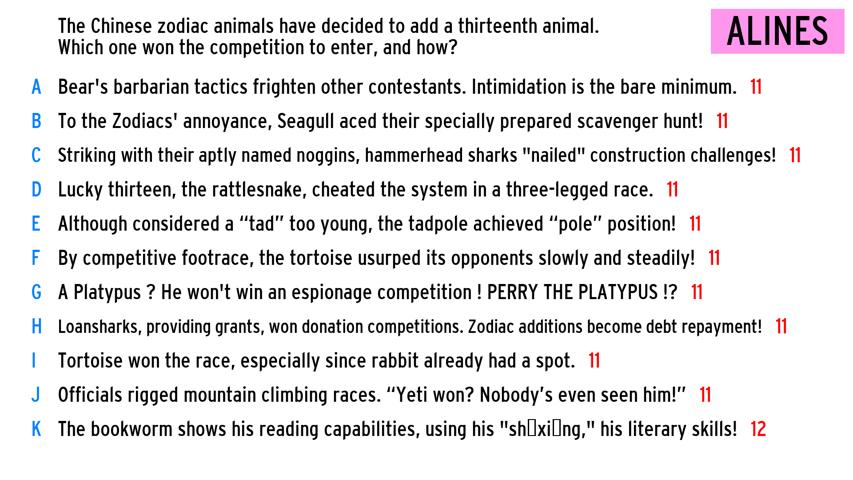 The Chinese zodiac animals have decided to add a thirteenth animal.
Which one won the competition to enter, and how?
ALINES
A Bear's barbarian tactics frighten other contestants. Intimidation is the bare minimum. 11
B To the Zodiacs' annoyance, Seagull aced their specially prepared scavenger hunt! 11
C Striking with their aptly named noggins, hammerhead sharks "nailed" construction challenges! 11
D Lucky thirteen, the rattlesnake, cheated the system in a three-legged race. 11
E Although considered a “tad” too young, the tadpole achieved “pole” position! 11
F By competitive footrace, the tortoise usurped its opponents slowly and steadily! 11
G A Platypus ? He won't win an espionage competition ! PERRY THE PLATYPUS !? 11
H Loansharks, providing grants, won donation competitions. Zodiac additions become debt repayment! 11
I Tortoise won the race, especially since rabbit already had a spot. 11
J Officials rigged mountain climbing races. “Yeti won? Nobody’s even seen him!” 11
K The bookworm shows his reading capabilities, using his "sh▯xi▯ng," his literary skills! 12